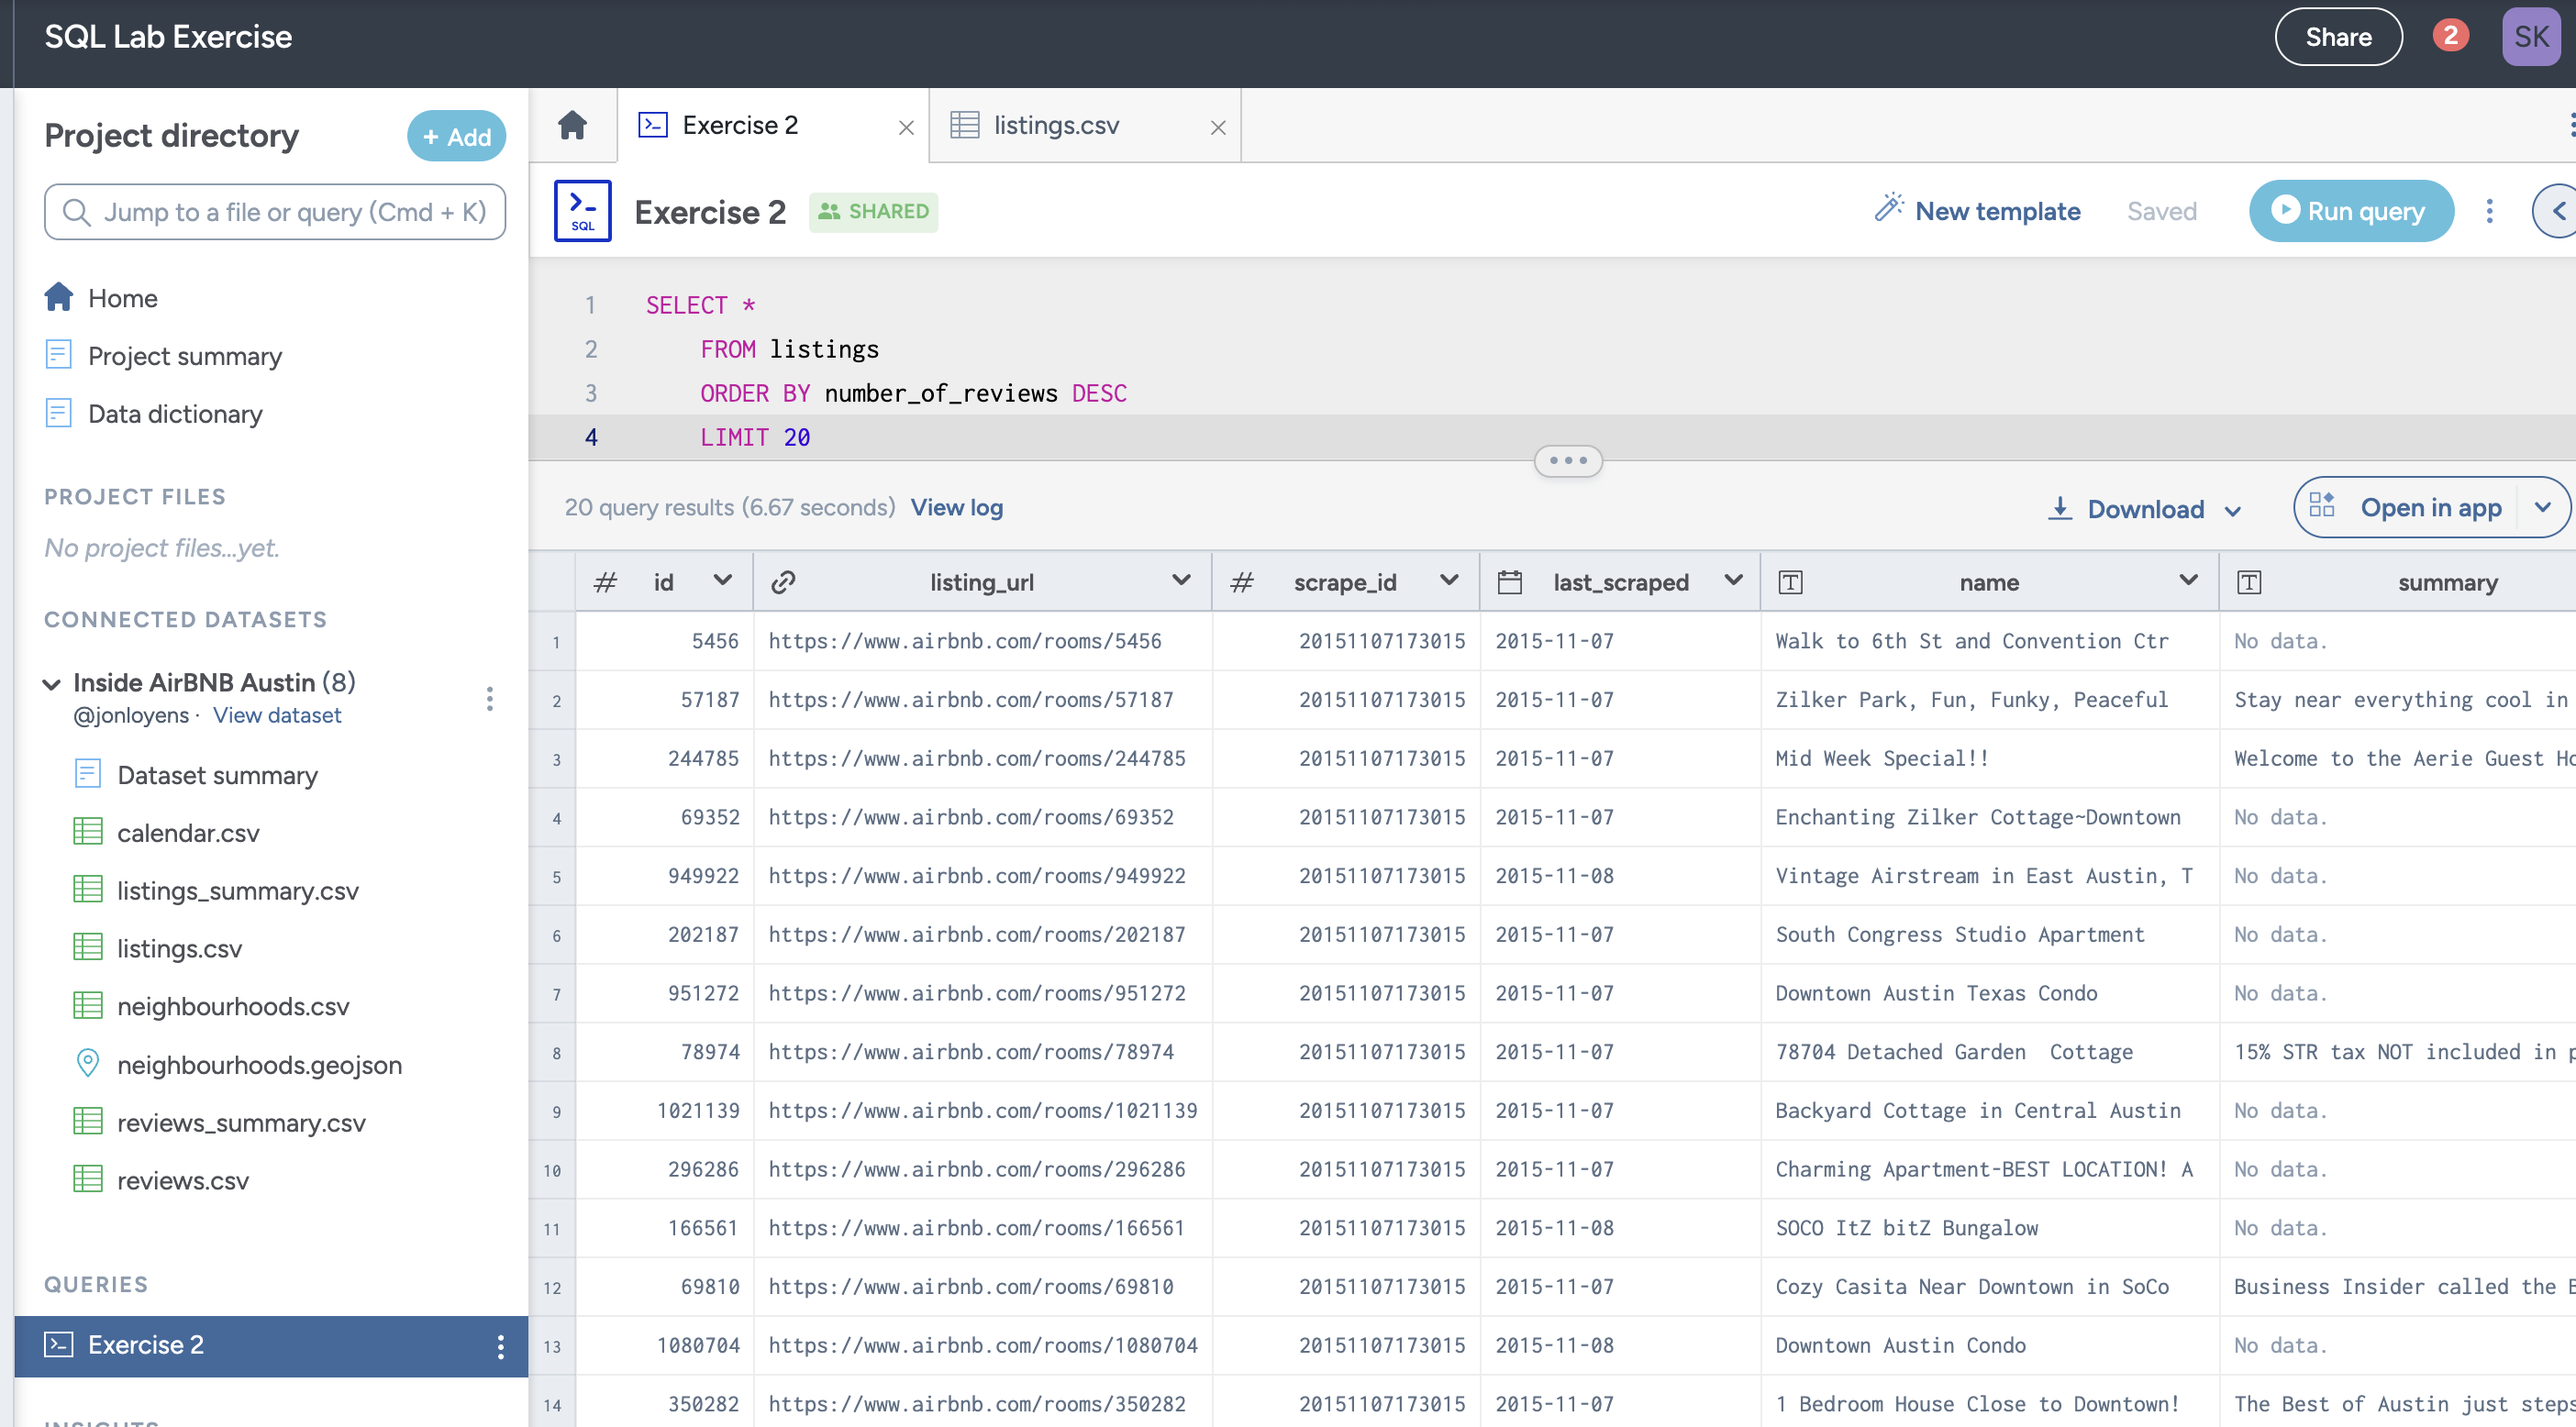 SQL Lab Exercise
Share
2
SK
Project directory
+ Add
Jump to a file or query (Cmd + K)
Home
Project summary
Data dictionary
PROJECT FILES
No project files...yet.
CONNECTED DATASETS
Inside AirBNB Austin (8)
@jonloyens · View dataset
Dataset summary
calendar.csv
listings_summary.csv
listings.csv
neighbourhoods.csv
neighbourhoods.geojson
reviews_summary.csv
reviews.csv
QUERIES
Exercise 2
INSIGHTS
Exercise 2
listings.csv
SQL
Exercise 2
SHARED
New template
Saved
Run query
1 SELECT *
2 FROM listings
3 ORDER BY number_of_reviews DESC
4 LIMIT 20
20 query results (6.67 seconds) View log
Download
Open in app
# id listing_url # scrape_id last_scraped T name T summary
1 5456 https://www.airbnb.com/rooms/5456 20151107173015 2015-11-07 Walk to 6th St and Convention Ctr No data.
2 57187 https://www.airbnb.com/rooms/57187 20151107173015 2015-11-07 Zilker Park, Fun, Funky, Peaceful Stay near everything cool in
3 244785 https://www.airbnb.com/rooms/244785 20151107173015 2015-11-07 Mid Week Special!! Welcome to the Aerie Guest Ho
4 69352 https://www.airbnb.com/rooms/69352 20151107173015 2015-11-07 Enchanting Zilker Cottage~Downtown No data.
5 949922 https://www.airbnb.com/rooms/949922 20151107173015 2015-11-08 Vintage Airstream in East Austin, T No data.
6 202187 https://www.airbnb.com/rooms/202187 20151107173015 2015-11-07 South Congress Studio Apartment No data.
7 951272 https://www.airbnb.com/rooms/951272 20151107173015 2015-11-07 Downtown Austin Texas Condo No data.
8 78974 https://www.airbnb.com/rooms/78974 20151107173015 2015-11-07 78704 Detached Garden  Cottage 15% STR tax NOT included in p
9 1021139 https://www.airbnb.com/rooms/1021139 20151107173015 2015-11-07 Backyard Cottage in Central Austin No data.
10 296286 https://www.airbnb.com/rooms/296286 20151107173015 2015-11-07 Charming Apartment-BEST LOCATION! A No data.
11 166561 https://www.airbnb.com/rooms/166561 20151107173015 2015-11-08 SOCO ItZ bitZ Bungalow No data.
12 69810 https://www.airbnb.com/rooms/69810 20151107173015 2015-11-07 Cozy Casita Near Downtown in SoCo Business Insider called the B
13 1080704 https://www.airbnb.com/rooms/1080704 20151107173015 2015-11-08 Downtown Austin Condo No data.
14 350282 https://www.airbnb.com/rooms/350282 20151107173015 2015-11-07 1 Bedroom House Close to Downtown! The Best of Austin just steps